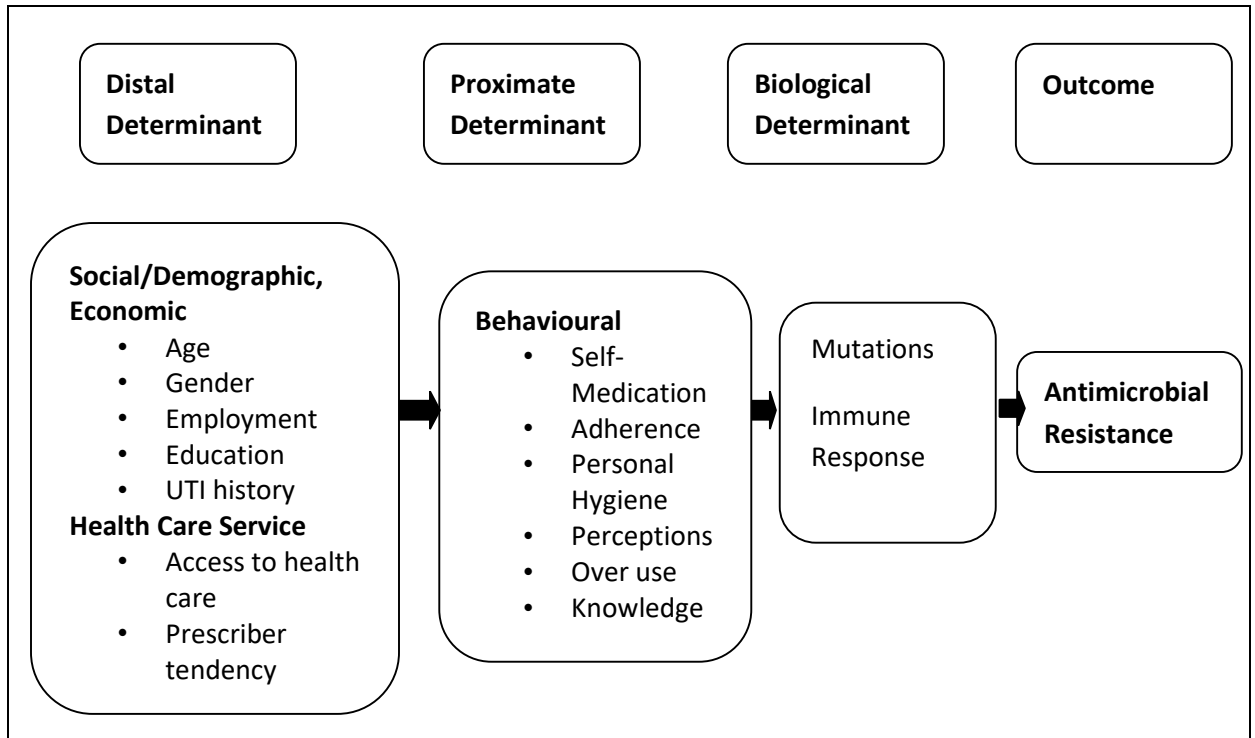 Distal
Determinant
Proximate
Determinant
Biological
Determinant
Outcome
Social/Demographic,
Economic
• Age
• Gender
• Employment
• Education
• UTI history
Health Care Service
• Access to health
care
• Prescriber
tendency
Behavioural
• Self-
Medication
• Adherence
• Personal
Hygiene
• Perceptions
• Over use
• Knowledge
Mutations
Immune
Response
Antimicrobial
Resistance